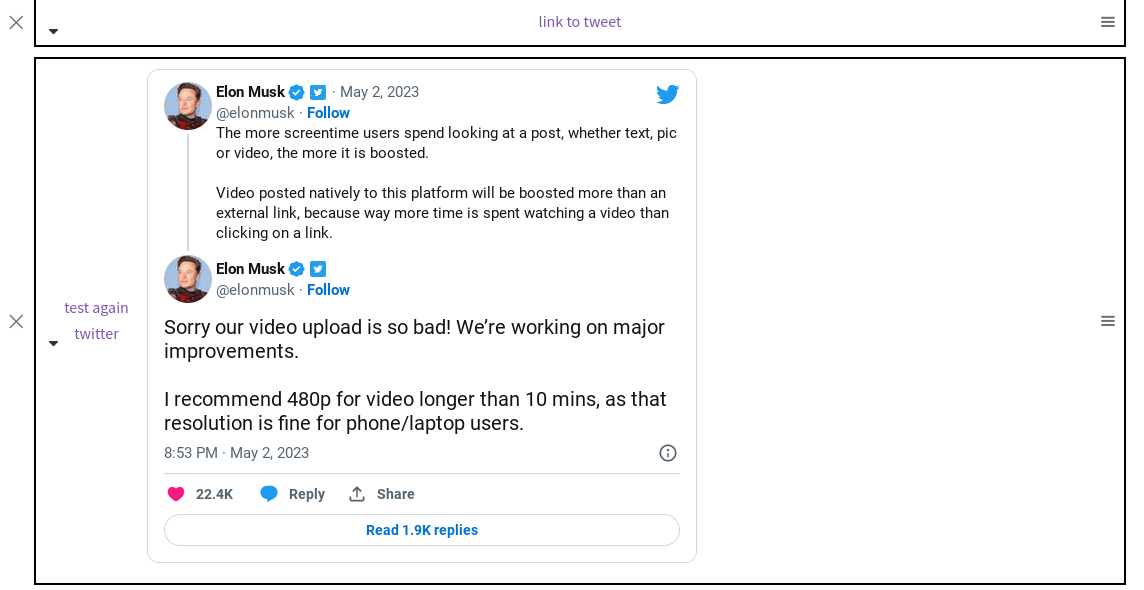 link to tweet
Elon Musk · May 2, 2023
@elonmusk · Follow
The more screentime users spend looking at a post, whether text, pic
or video, the more it is boosted.
Video posted natively to this platform will be boosted more than an
external link, because way more time is spent watching a video than
clicking on a link.
Elon Musk
@elonmusk · Follow
test again
twitter
Sorry our video upload is so bad! We’re working on major
improvements.
I recommend 480p for video longer than 10 mins, as that
resolution is fine for phone/laptop users.
8:53 PM · May 2, 2023
22.4K Reply Share
Read 1.9K replies